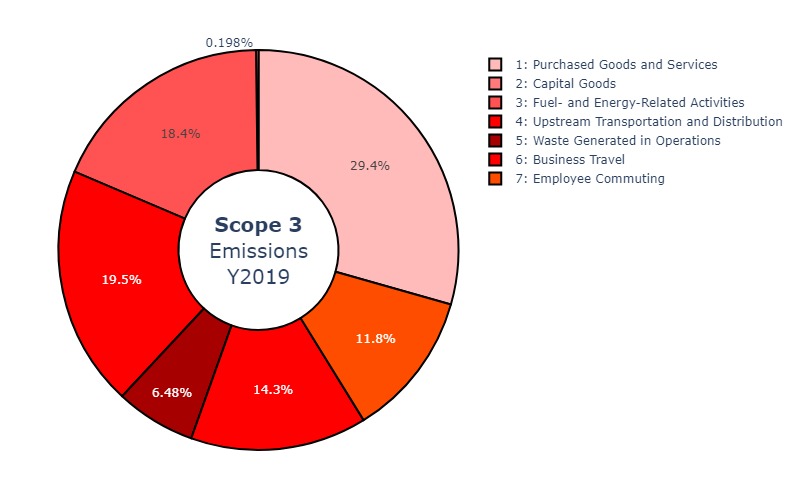 0.198%
18.4%
29.4%
19.5%
6.48%
14.3%
11.8%
Scope 3
Emissions
Y2019
1: Purchased Goods and Services
2: Capital Goods
3: Fuel- and Energy-Related Activities
4: Upstream Transportation and Distribution
5: Waste Generated in Operations
6: Business Travel
7: Employee Commuting